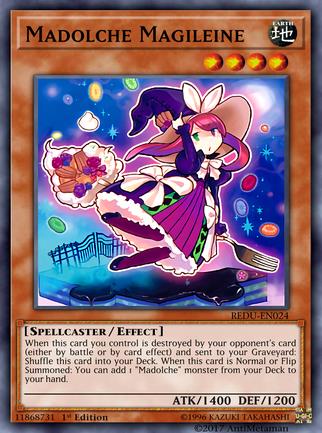 MADOLCHE MAGILEINE
EARTH
地
REDU-EN024
[SPELLCASTER / EFFECT]
When this card you control is destroyed by your opponent's card
(either by battle or by card effect) and sent to your Graveyard:
Shuffle this card into your Deck. When this card is Normal or Flip
Summoned: You can add 1 "Madolche" monster from your Deck
to your hand.
ATK/1400 DEF/1200
11868731 1st Edition ©1996 KAZUKI TAKAHASHI
©2017 AntiMetaman